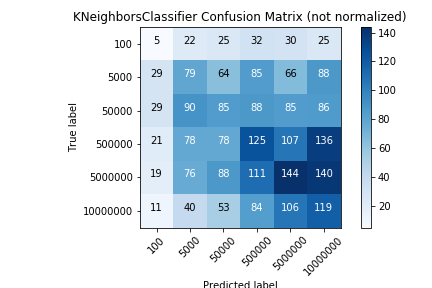 KNeighborsClassifier Confusion Matrix (not normalized)
100 5 22 25 32 30 25
5000 29 79 64 85 66 88
50000 29 90 85 88 85 86
500000 21 78 78 125 107 136
5000000 19 76 88 111 144 140
10000000 11 40 53 84 106 119
True label
100 5000 50000 500000 5000000 10000000
Predicted label
140
120
100
80
60
40
20